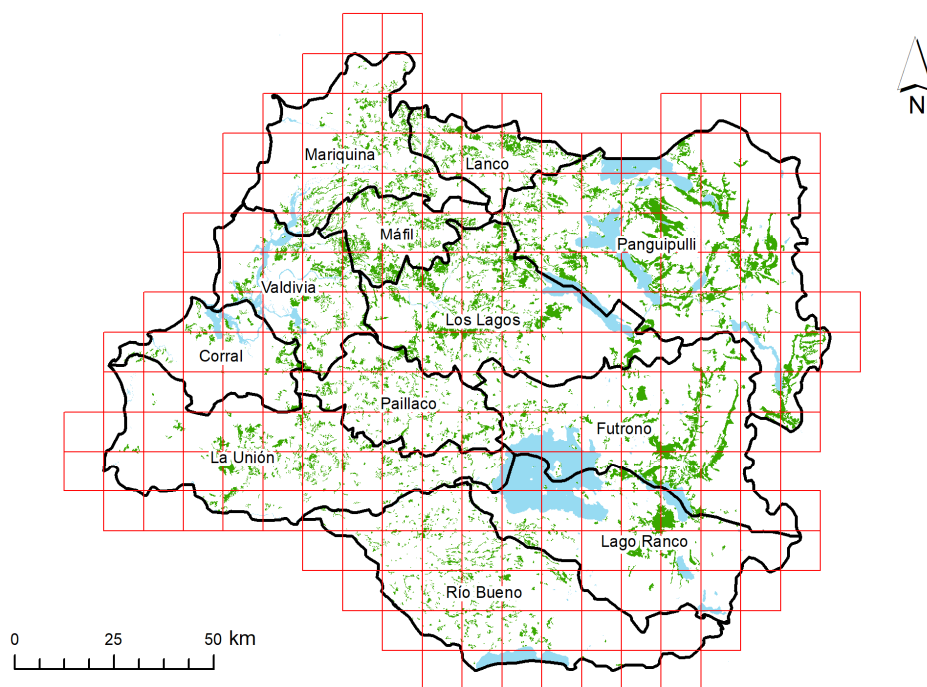 N
Mariquina
Lanco
Máfil
Panguipulli
Valdivia
Los Lagos
Corral
Paillaco
Futrono
La Unión
Lago Ranco
Río Bueno
0 25 50 km